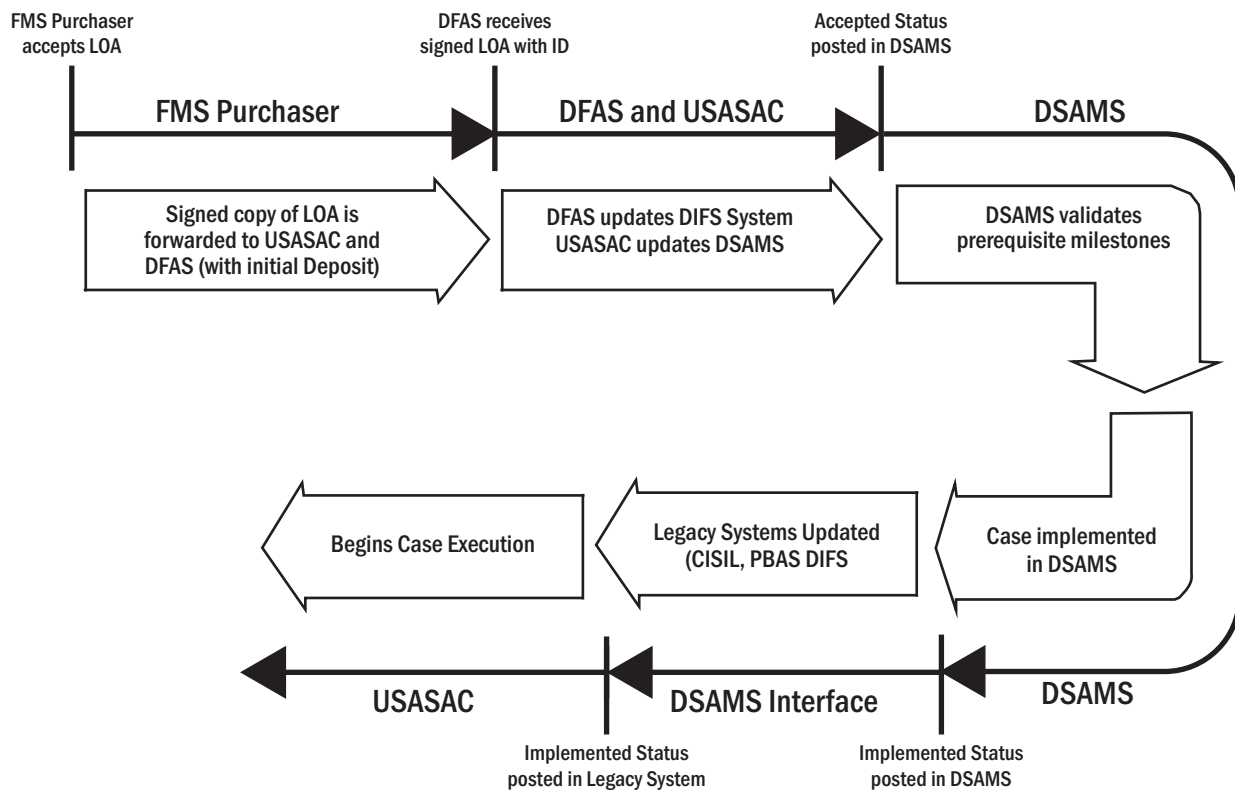 FMS Purchaser
accepts LOA
DFAS receives
signed LOA with ID
Accepted Status
posted in DSAMS
FMS Purchaser
DFAS and USASAC
DSAMS
Signed copy of LOA is
forwarded to USASAC and
DFAS (with initial Deposit)
DFAS updates DIFS System
USASAC updates DSAMS
DSAMS validates
prerequisite milestones
Case implemented
in DSAMS
Legacy Systems Updated
(CISIL, PBAS DIFS
Begins Case Execution
DSAMS
DSAMS Interface
USASAC
Implemented Status
posted in DSAMS
Implemented Status
posted in Legacy System